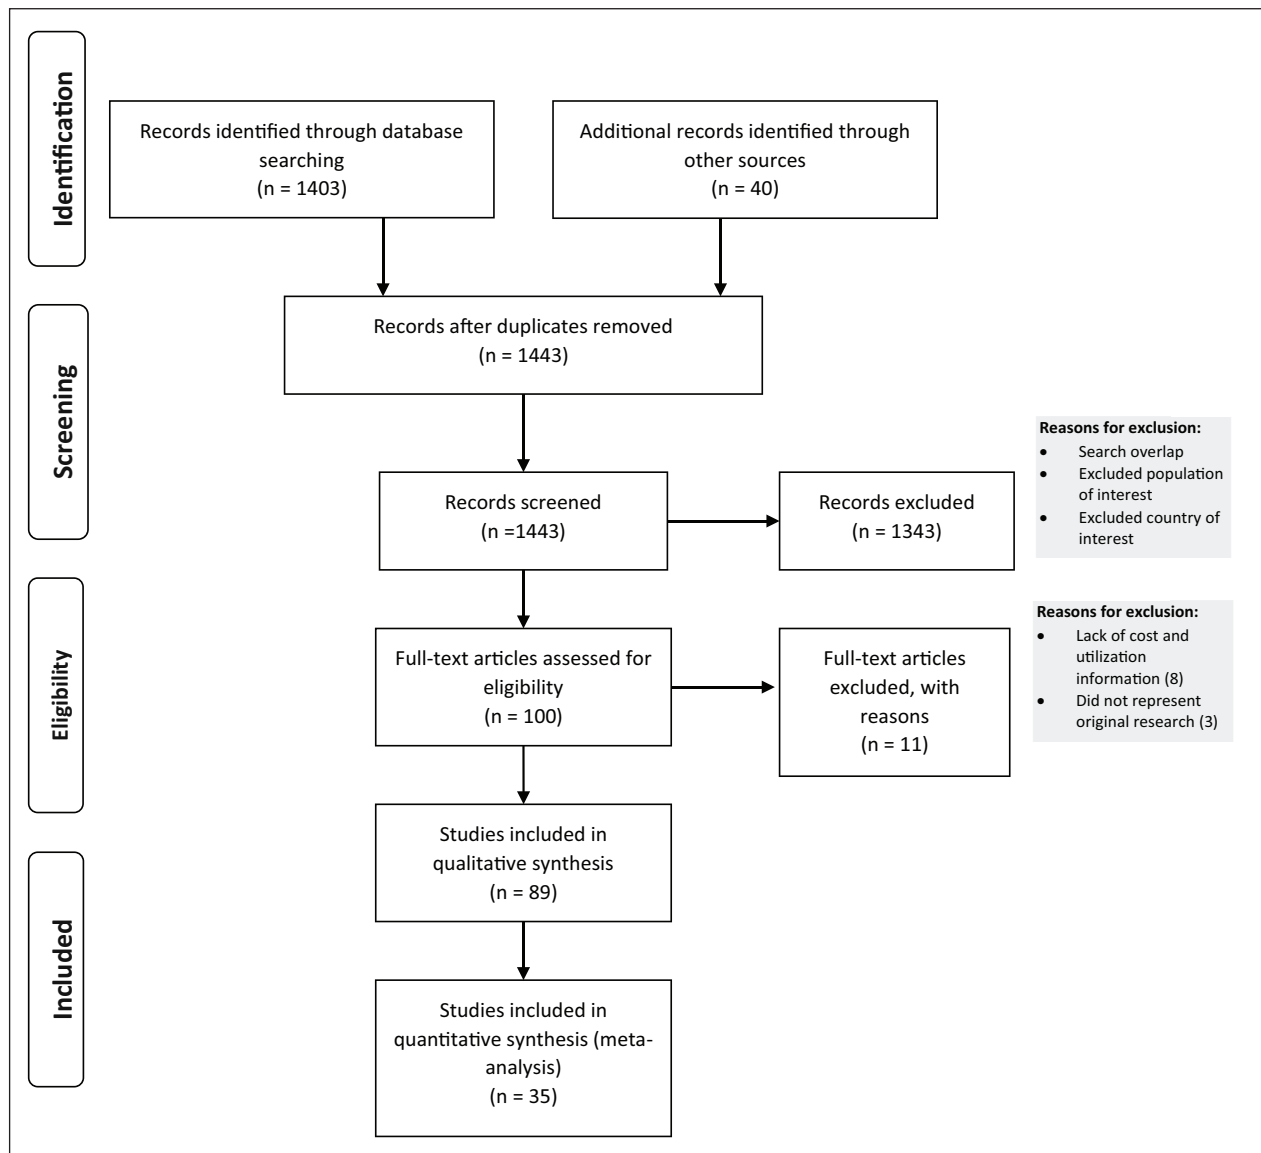 Identification
Records identified through database
searching
(n = 1403)
Additional records identified through
other sources
(n = 40)
Screening
Records after duplicates removed
(n = 1443)
Records screened
(n =1443)
Records excluded
(n = 1343)
Reasons for exclusion:
• Search overlap
• Excluded population
of interest
• Excluded country of
interest
Eligibility
Full-text articles assessed for
eligibility
(n = 100)
Full-text articles
excluded, with
reasons
(n = 11)
Reasons for exclusion:
• Lack of cost and
utilization
information (8)
• Did not represent
original research (3)
Included
Studies included in
qualitative synthesis
(n = 89)
Studies included in
quantitative synthesis (meta-
analysis)
(n = 35)